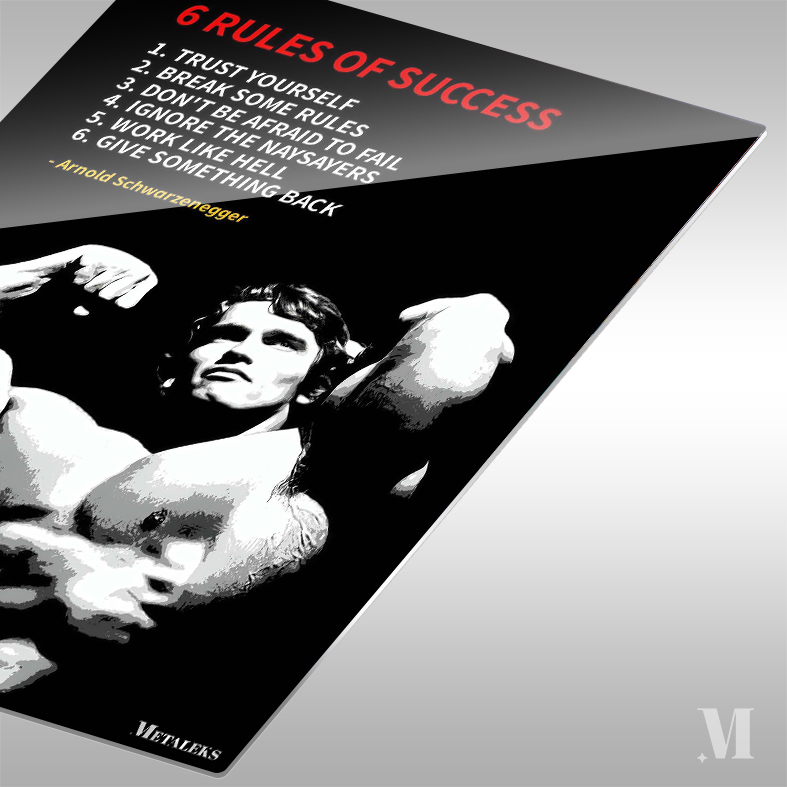 6 RULES OF SUCCESS
1. TRUST YOURSELF
2. BREAK SOME RULES
3. DON'T BE AFRAID TO FAIL
4. IGNORE THE NAYSAYERS
5. WORK LIKE HELL
6. GIVE SOMETHING BACK
- Arnold Schwarzenegger
METALEKS
M